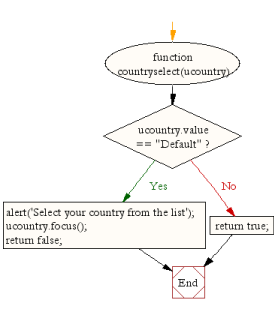 function
countryselect(ucountry)
ucountry.value
== "Default" ?
Yes
No
alert('Select your country from the list');
ucountry.focus();
return false;
return true;
End